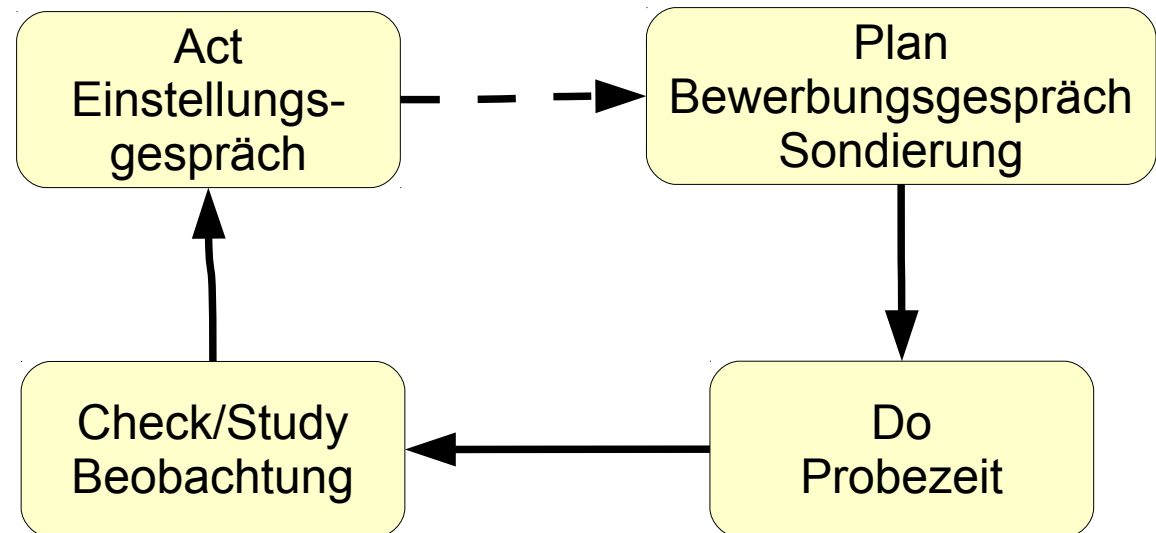 Act
Einstellungs-
gespräch
Plan
Bewerbungsgespräch
Sondierung
Check/Study
Beobachtung
Do
Probezeit